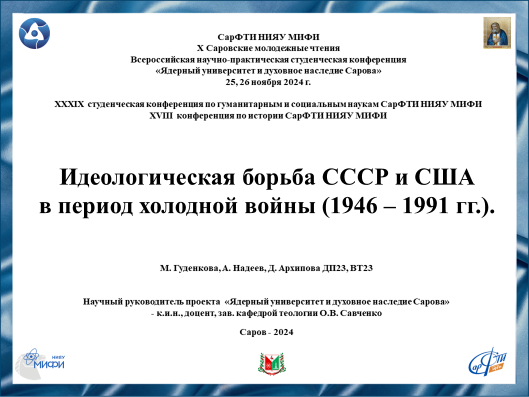 СарФТИ НИЯУ МИФИ
X Саровские молодежные чтения
Всероссийская научно-практическая студенческая конференция
«Ядерный университет и духовное наследие Сарова»
25, 26 ноября 2024 г.
XXXIX студенческая конференция по гуманитарным и социальным наукам СарФТИ НИЯУ МИФИ
XVIII конференция по истории СарФТИ НИЯУ МИФИ
Идеологическая борьба СССР и США
в период холодной войны (1946 – 1991 гг.).
М. Гуденкова, А. Надеев, Д. Архипова ДП23, ВТ23
Научный руководитель проекта «Ядерный университет и духовное наследие Сарова»
- к.и.н., доцент, зав. кафедрой теологии О.В. Савченко
Саров - 2024
НИЯУ
МИФИ
СарФТИ